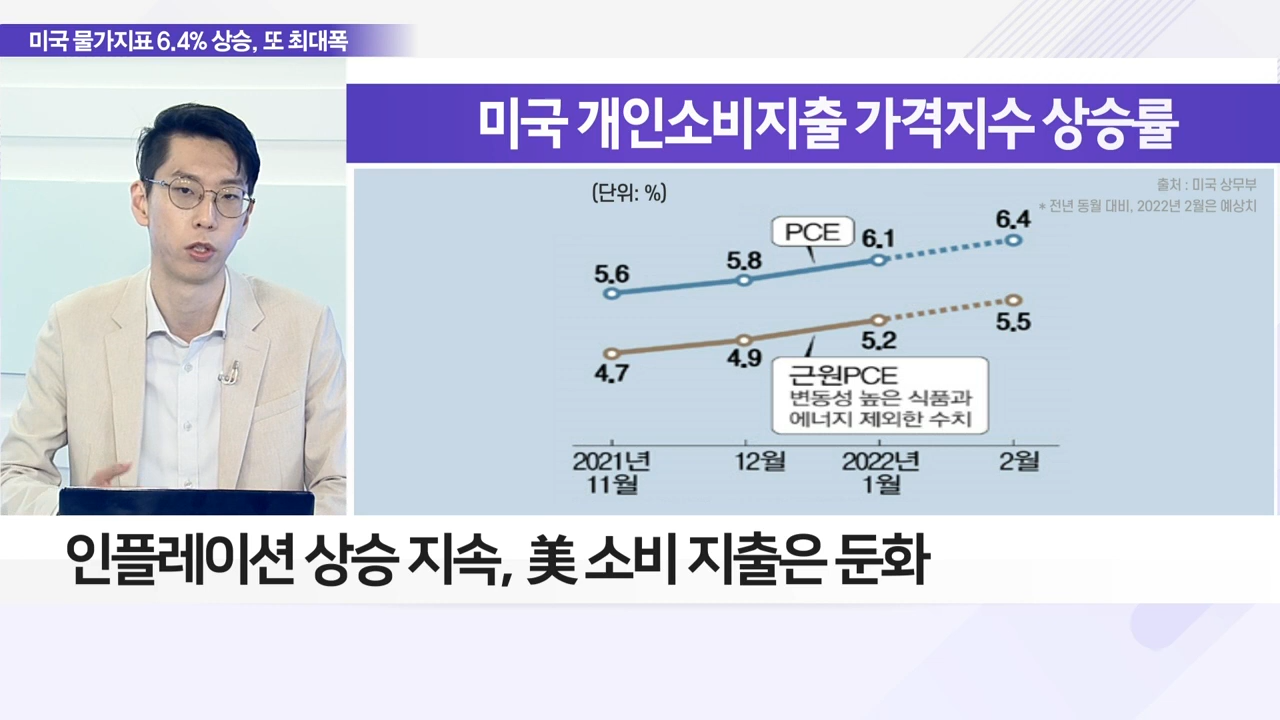 미국 물가지표 6.4% 상승, 또 최대폭
미국 개인소비지출 가격지수 상승률
(단위: %)
출처 : 미국 상무부
* 전년 동월 대비, 2022년 2월은 예상치
PCE
5.6
5.8
6.1
6.4
4.7
4.9
5.2
5.5
근원PCE
변동성 높은 식품과
에너지 제외한 수치
2021년
11월
12월
2022년
1월
2월
인플레이션 상승 지속, 美 소비 지출은 둔화